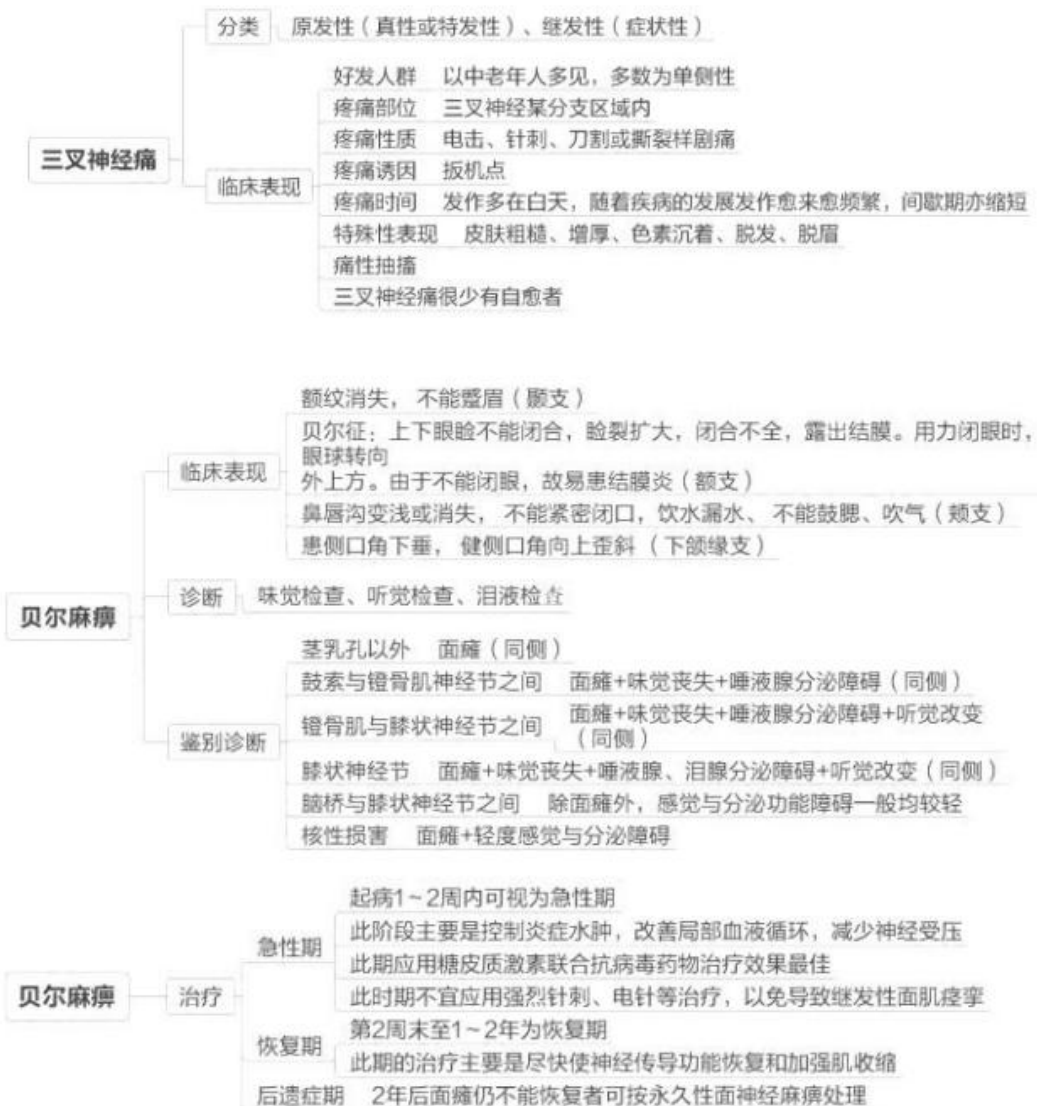 分类 原发性（真性或特发性）、继发性（症状性）
三叉神经痛
临床表现
好发人群 以中老年人多见，多数为单侧性
疼痛部位 三叉神经某分支区域内
疼痛性质 电击、针刺、刀割或撕裂样剧痛
疼痛诱因 扳机点
疼痛时间 发作多在白天，随着疾病的发展发作愈来愈频繁，间歇期亦缩短
特殊性表现 皮肤粗糙、增厚、色素沉着、脱发、脱眉
痛性抽搐
三叉神经痛很少有自愈者
贝尔麻痹
临床表现
额纹消失， 不能蹙眉（颞支）
贝尔征：上下眼睑不能闭合，睑裂扩大，闭合不全，露出结膜。用力闭眼时，
眼球转向
外上方。由于不能闭眼，故易患结膜炎（额支）
鼻唇沟变浅或消失， 不能紧密闭口，饮水漏水、 不能鼓腮、吹气（颊支）
患侧口角下垂， 健侧口角向上歪斜 （下颌缘支）
诊断 味觉检查、听觉检查、泪液检查
鉴别诊断
茎乳孔以外 面瘫（同侧）
鼓索与镫骨肌神经节之间 面瘫+味觉丧失+唾液腺分泌障碍（同侧）
镫骨肌与膝状神经节之间 面瘫+味觉丧失+唾液腺分泌障碍+听觉改变
（同侧）
膝状神经节 面瘫+味觉丧失+唾液腺、泪腺分泌障碍+听觉改变（同侧）
脑桥与膝状神经节之间 除面瘫外，感觉与分泌功能障碍一般均较轻
核性损害 面瘫+轻度感觉与分泌障碍
贝尔麻痹
治疗
急性期
起病1~2周内可视为急性期
此阶段主要是控制炎症水肿，改善局部血液循环，减少神经受压
此期应用糖皮质激素联合抗病毒药物治疗效果最佳
此时期不宜应用强烈针刺、电针等治疗，以免导致继发性面肌痉挛
恢复期
第2周末至1~2年为恢复期
此期的治疗主要是尽快使神经传导功能恢复和加强肌收缩
后遗症期 2年后面瘫仍不能恢复者可按永久性面神经麻痹处理